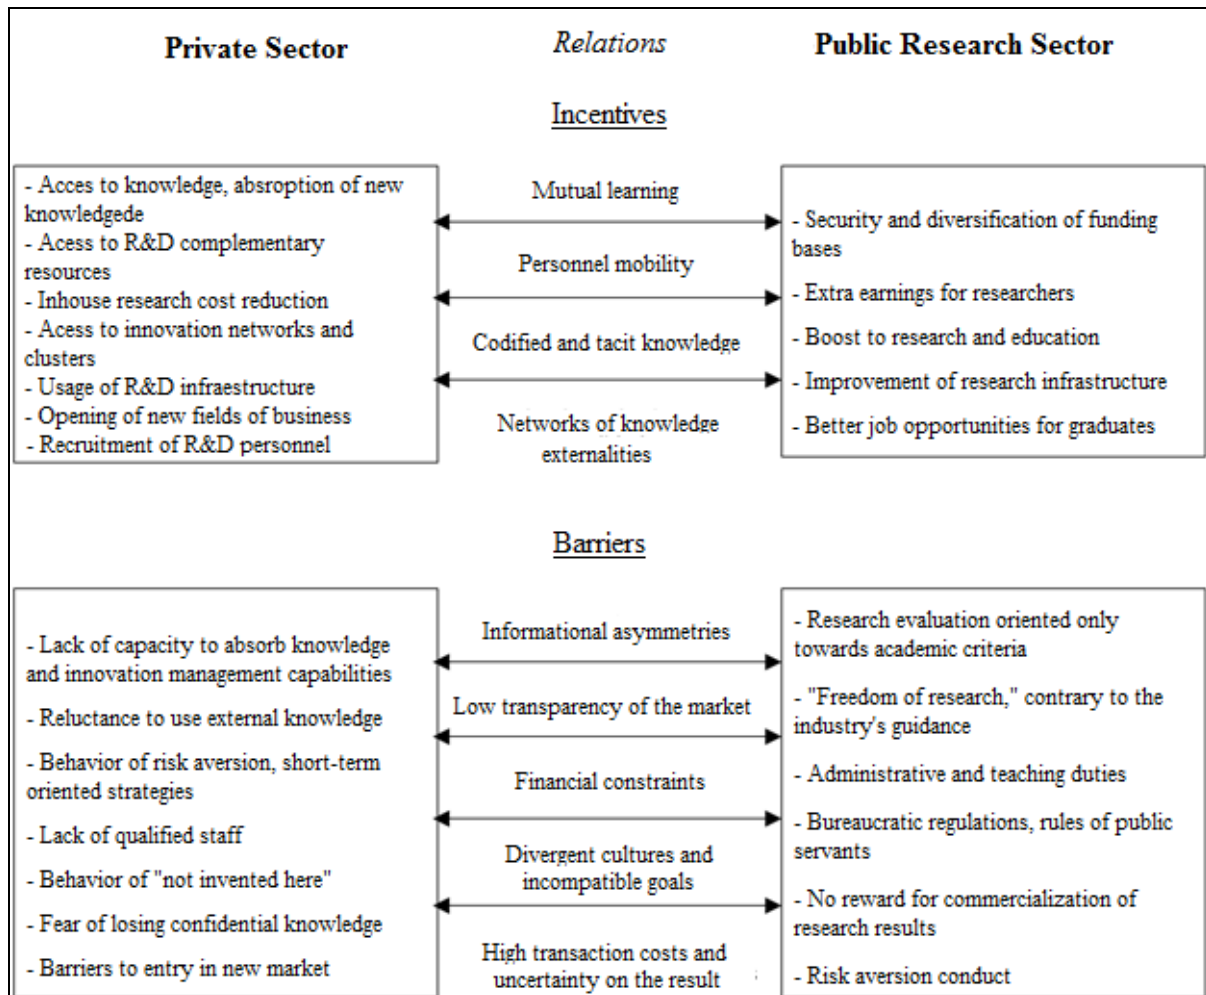 Private Sector
Relations
Public Research Sector
Incentives
- Acces to knowledge, absroption of new
knowledgede
- Acess to R&D complementary
resources
- Inhouse research cost reduction
- Acess to innovation networks and
clusters
- Usage of R&D infraestructure
- Opening of new fields of business
- Recruitment of R&D personnel
Mutual learning
Personnel mobility
Codified and tacit knowledge
Networks of knowledge
externalities
- Security and diversification of funding
bases
- Extra earnings for researchers
- Boost to research and education
- Improvement of research infrastructure
- Better job opportunities for graduates
Barriers
- Lack of capacity to absorb knowledge
and innovation management capabilities
- Reluctance to use external knowledge
- Behavior of risk aversion, short-term
oriented strategies
- Lack of qualified staff
- Behavior of "not invented here"
- Fear of losing confidential knowledge
- Barriers to entry in new market
Informational asymmetries
Low transparency of the market
Financial constraints
Divergent cultures and
incompatible goals
High transaction costs and
uncertainty on the result
- Research evaluation oriented only
towards academic criteria
- "Freedom of research," contrary to the
industry's guidance
- Administrative and teaching duties
- Bureaucratic regulations, rules of public
servants
- No reward for commercialization of
research results
- Risk aversion conduct